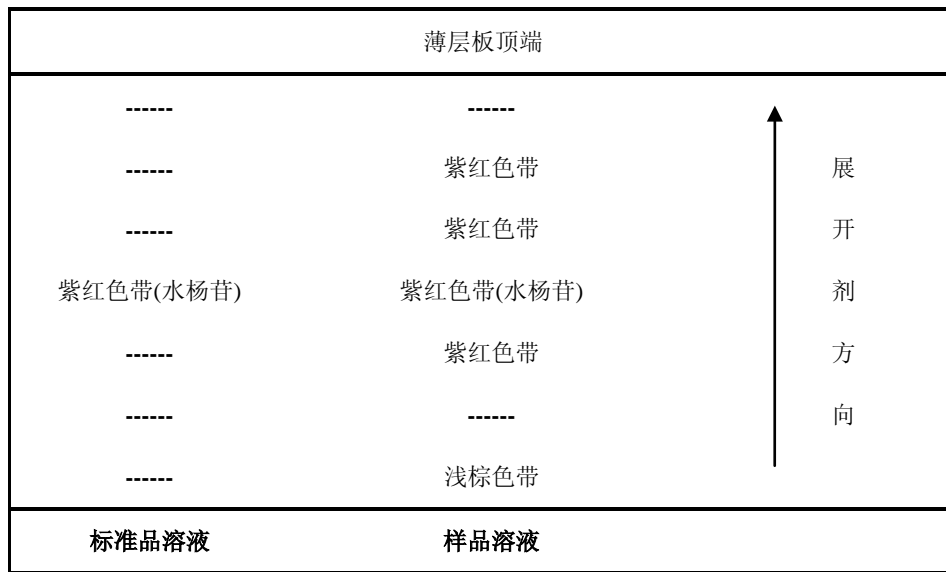 薄层板顶端
------ ------
------ 紫红色带 展
------ 紫红色带 开
紫红色带(水杨苷) 紫红色带(水杨苷) 剂
------ 紫红色带 方
------ ------ 向
------ 浅棕色带
标准品溶液 样品溶液